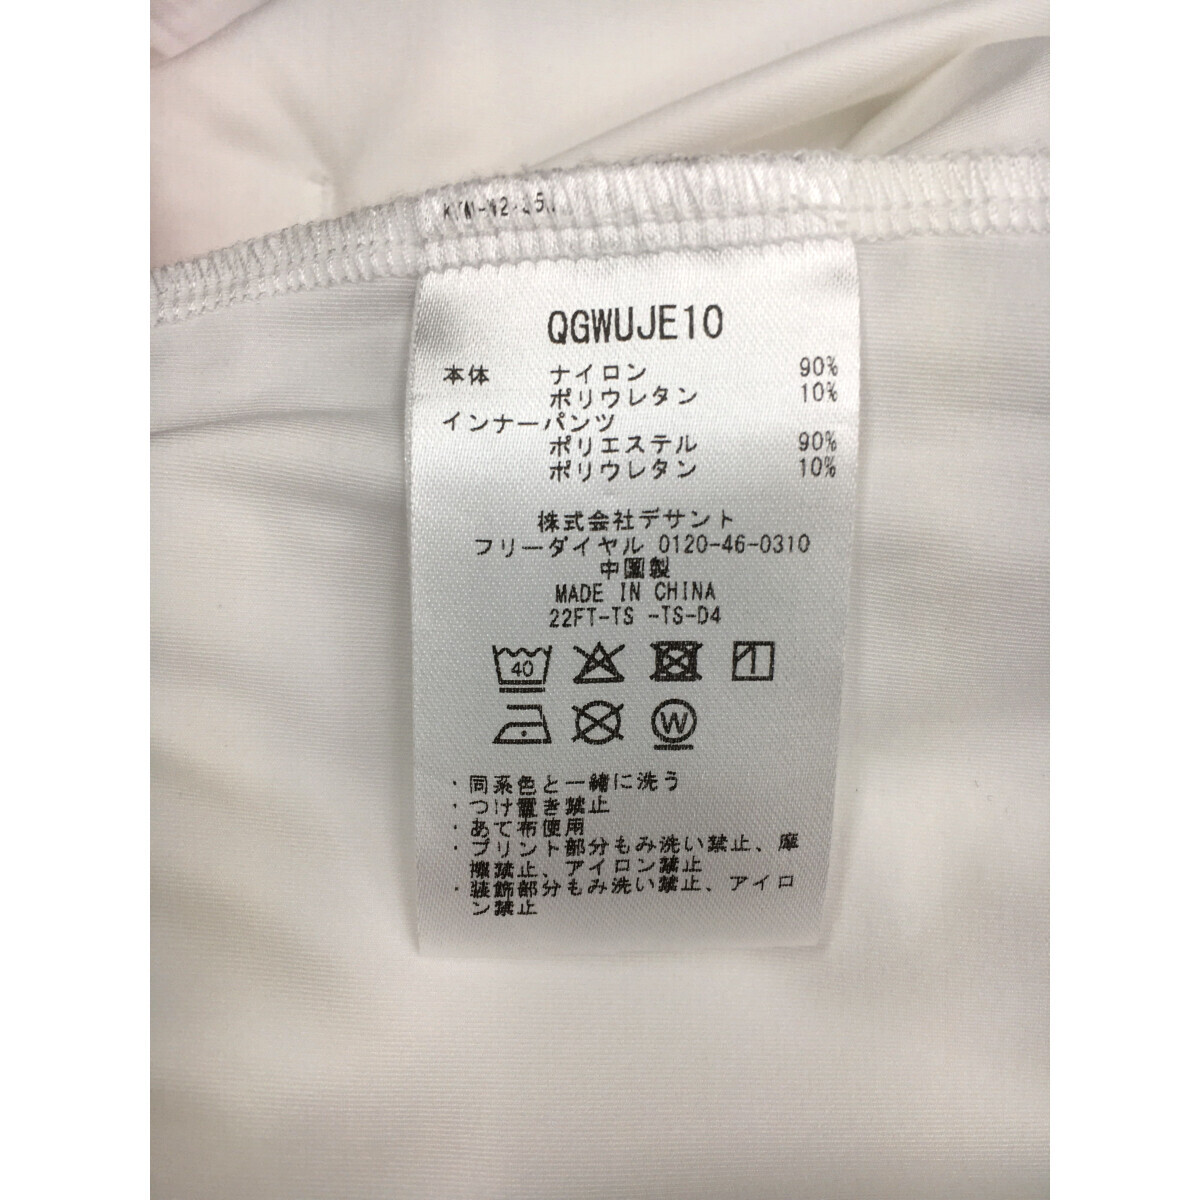 QGWUJE10
本体 ナイロン 90%
ポリウレタン 10%
インナーパンツ
ポリエステル 90%
ポリウレタン 10%
株式会社デサント
フリーダイヤル 0120-46-0310
中国製
MADE IN CHINA
22FT-TS -TS-D4
40
W
・同系色と一緒に洗う
・つけ置き禁止
・あて布使用
・プリント部分もみ洗い禁止、摩
擦禁止、アイロン禁止
・装飾部分もみ洗い禁止、アイロ
ン禁止